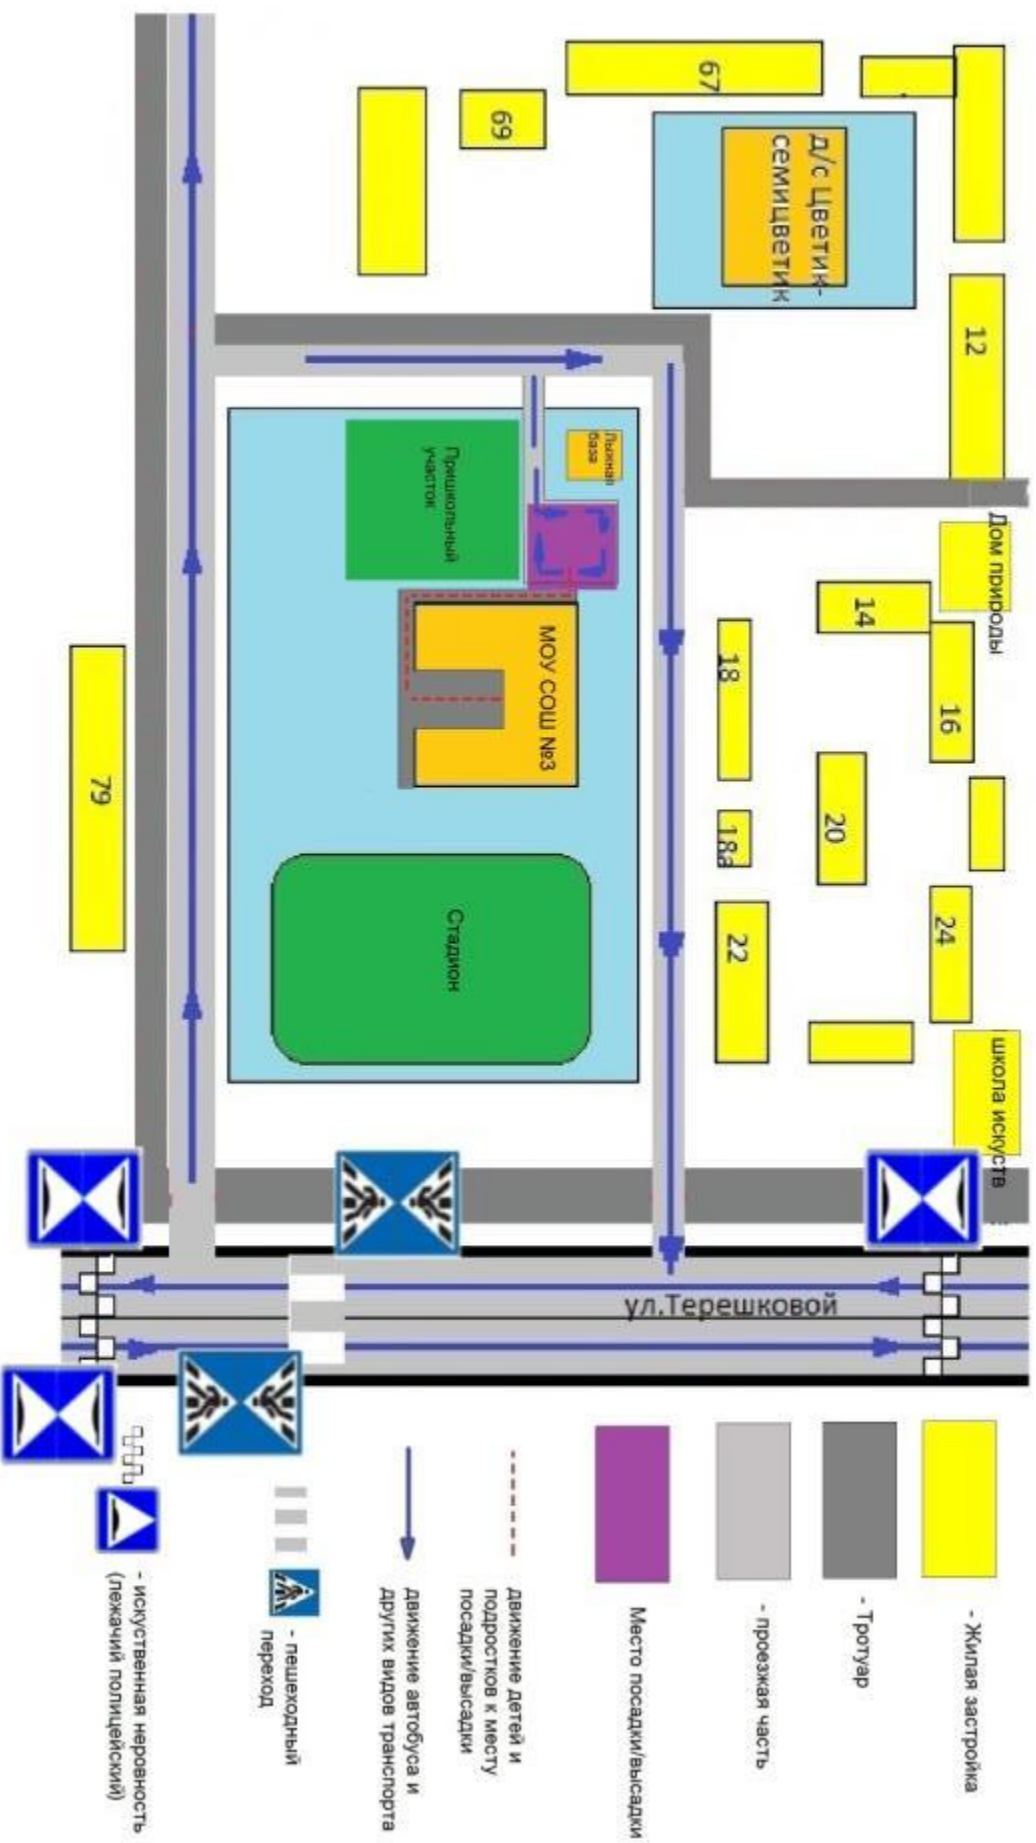 67
69
д/с Цветик-
семицветик
12
Лыжная
база
Пришкольный
участок
МОУ СОШ №3
Стадион
79
Дом природы
14
16
18
18а
20
22
24
школа искуств
ул.Терешковой
- Жилая застройка
- Тротуар
- проезжая часть
Место посадки/высадки
движение детей и
подростков к месту
посадки/высадки
движение автобуса и
других видов транспорта
- пешеходный
переход
- искуственная неровность
(лежачий полицейский)